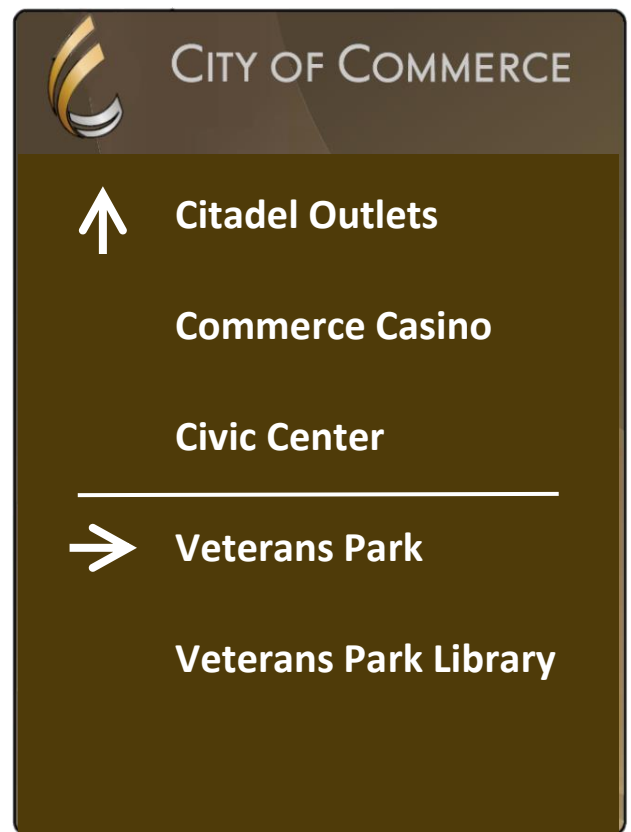 CITY OF COMMERCE
Citadel Outlets
Commerce Casino
Civic Center
Veterans Park
Veterans Park Library